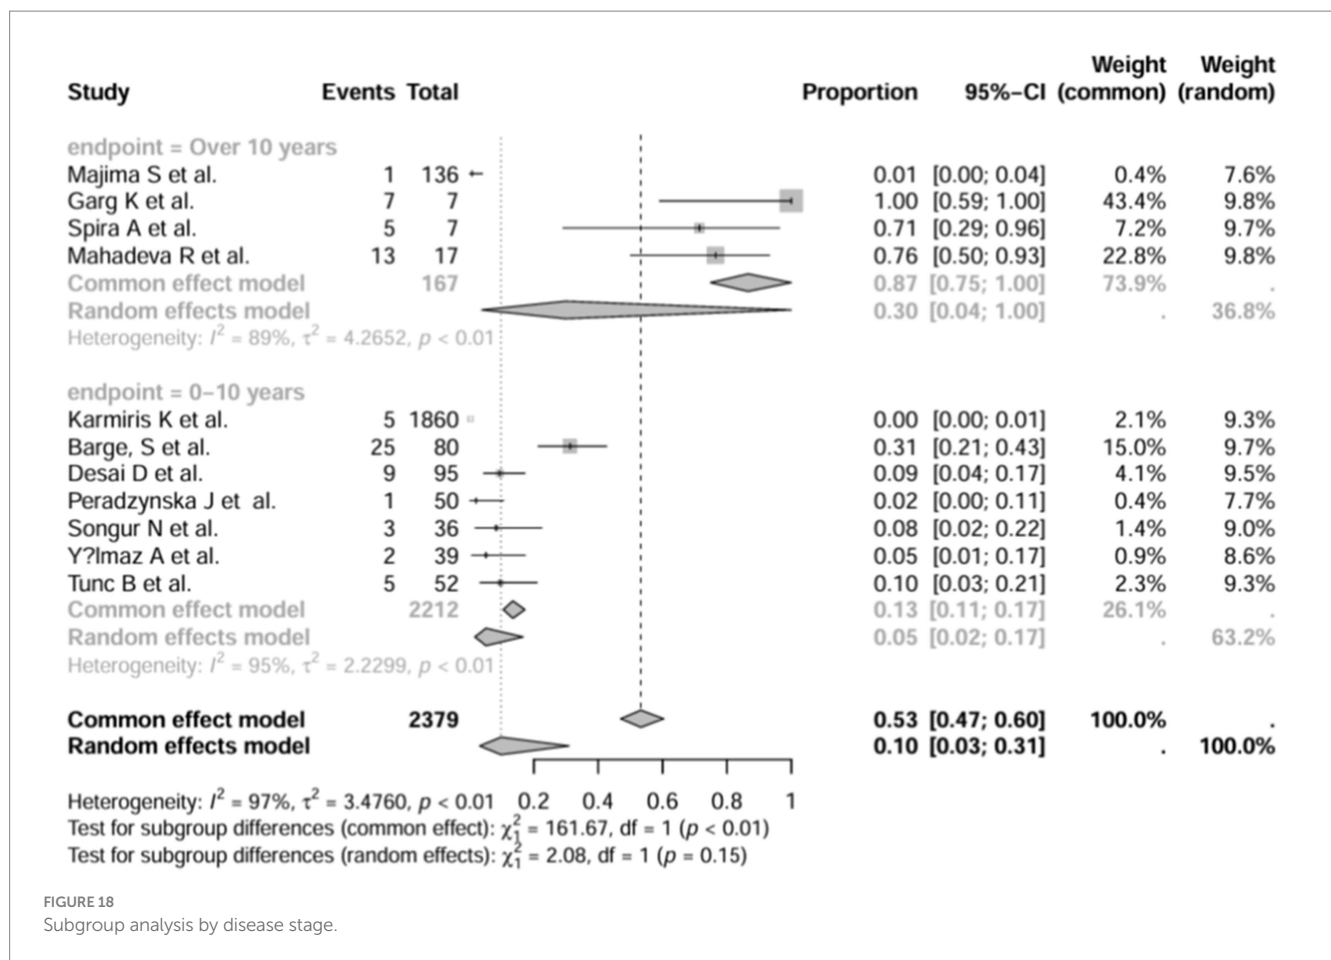 Weight Weight
Study Events Total Proportion 95%−CI (common) (random)
endpoint = Over 10 years
Majima S et al. 1 136 0.01 [0.00; 0.04] 0.4% 7.6%
Garg K et al. 7 7 1.00 [0.59; 1.00] 43.4% 9.8%
Spira A et al. 5 7 0.71 [0.29; 0.96] 7.2% 9.7%
Mahadeva R et al. 13 17 0.76 [0.50; 0.93] 22.8% 9.8%
Common effect model 167 0.87 [0.75; 1.00] 73.9% .
Random effects model 0.30 [0.04; 1.00] . 36.8%
Heterogeneity: I² = 89%, τ² = 4.2652, p < 0.01
endpoint = 0−10 years
Karmiris K et al. 5 1860 0.00 [0.00; 0.01] 2.1% 9.3%
Barge, S et al. 25 80 0.31 [0.21; 0.43] 15.0% 9.7%
Desai D et al. 9 95 0.09 [0.04; 0.17] 4.1% 9.5%
Peradzynska J et al. 1 50 0.02 [0.00; 0.11] 0.4% 7.7%
Songur N et al. 3 36 0.08 [0.02; 0.22] 1.4% 9.0%
Y?lmaz A et al. 2 39 0.05 [0.01; 0.17] 0.9% 8.6%
Tunc B et al. 5 52 0.10 [0.03; 0.21] 2.3% 9.3%
Common effect model 2212 0.13 [0.11; 0.17] 26.1% .
Random effects model 0.05 [0.02; 0.17] . 63.2%
Heterogeneity: I² = 95%, τ² = 2.2299, p < 0.01
Common effect model 2379 0.53 [0.47; 0.60] 100.0% .
Random effects model 0.10 [0.03; 0.31] . 100.0%
Heterogeneity: I² = 97%, τ² = 3.4760, p < 0.01 0.2 0.4 0.6 0.8 1
Test for subgroup differences (common effect): χ²₁ = 161.67, df = 1 (p < 0.01)
Test for subgroup differences (random effects): χ²₁ = 2.08, df = 1 (p = 0.15)
FIGURE 18
Subgroup analysis by disease stage.